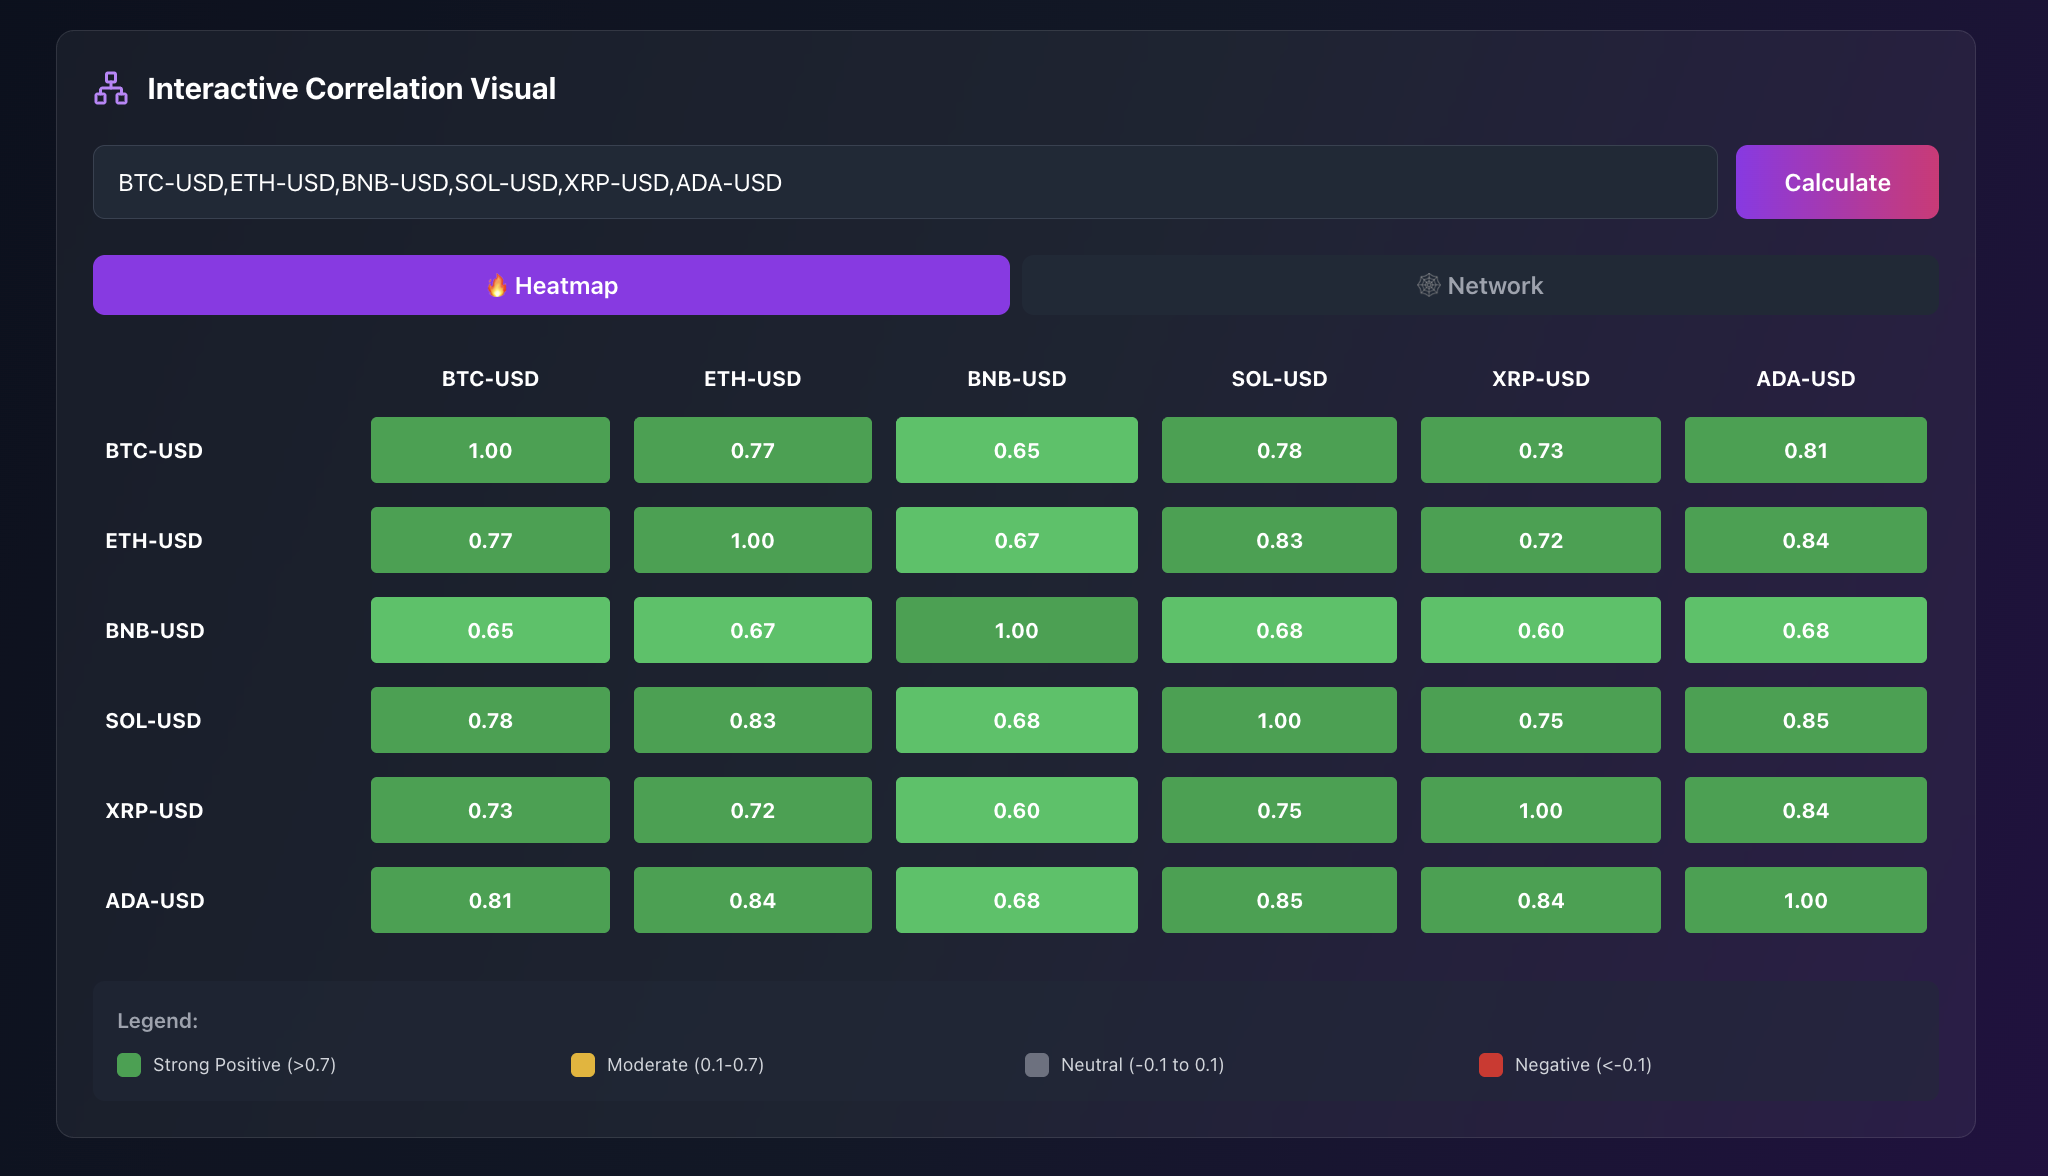 Interactive Correlation Visual
BTC-USD,ETH-USD,BNB-USD,SOL-USD,XRP-USD,ADA-USD
Calculate
🔥 Heatmap
🕸 Network
BTC-USD ETH-USD BNB-USD SOL-USD XRP-USD ADA-USD
BTC-USD 1.00 0.77 0.65 0.78 0.73 0.81
ETH-USD 0.77 1.00 0.67 0.83 0.72 0.84
BNB-USD 0.65 0.67 1.00 0.68 0.60 0.68
SOL-USD 0.78 0.83 0.68 1.00 0.75 0.85
XRP-USD 0.73 0.72 0.60 0.75 1.00 0.84
ADA-USD 0.81 0.84 0.68 0.85 0.84 1.00
Legend:
Strong Positive (>0.7) Moderate (0.1-0.7) Neutral (-0.1 to 0.1) Negative (<-0.1)